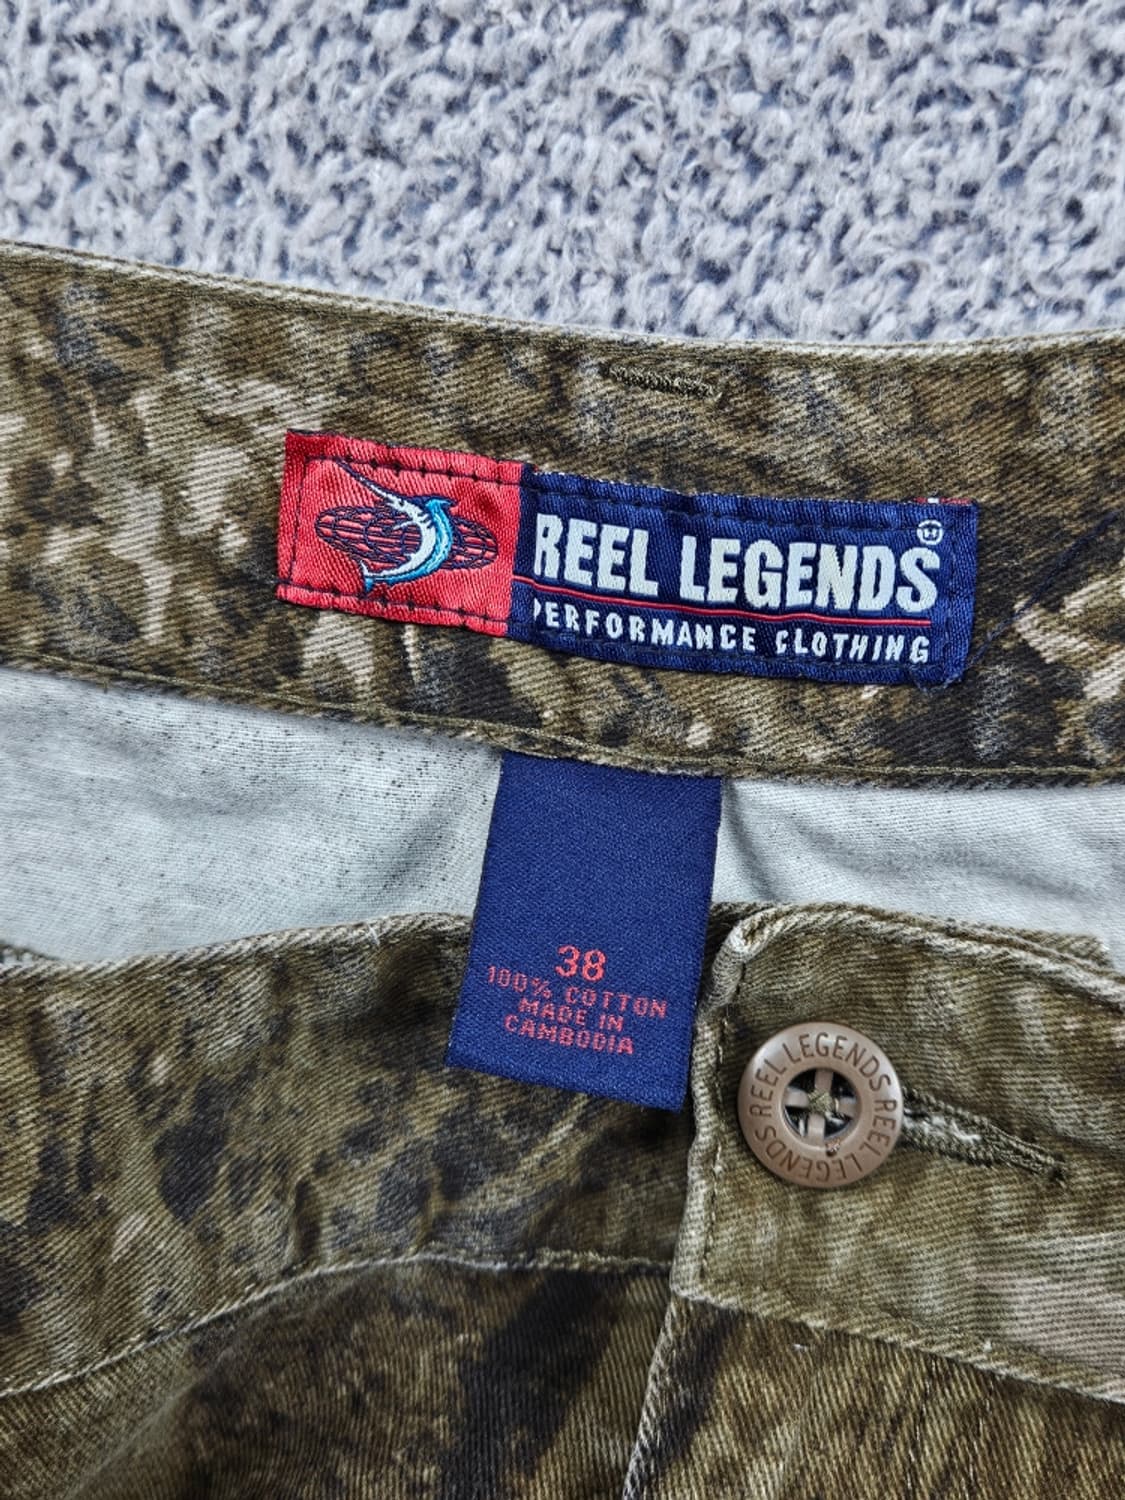 REEL LEGENDS®
PERFORMANCE CLOTHING
38
100% COTTON
MADE IN
CAMBODIA
REEL LEGENDS REEL LEGENDS